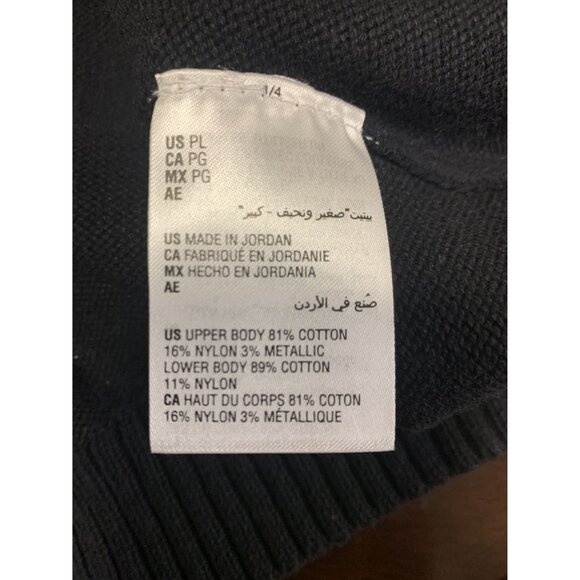 1/4
US PL
CA PG
MX PG
AE
بيتيت"صغير ونحيف - كبير"
US MADE IN JORDAN
CA FABRIQUÉ EN JORDANIE
MX HECHO EN JORDANIA
AE
صُنع في الأردن
US UPPER BODY 81% COTTON
16% NYLON 3% METALLIC
LOWER BODY 89% COTTON
11% NYLON
CA HAUT DU CORPS 81% COTON
16% NYLON 3% MÉTALLIQUE